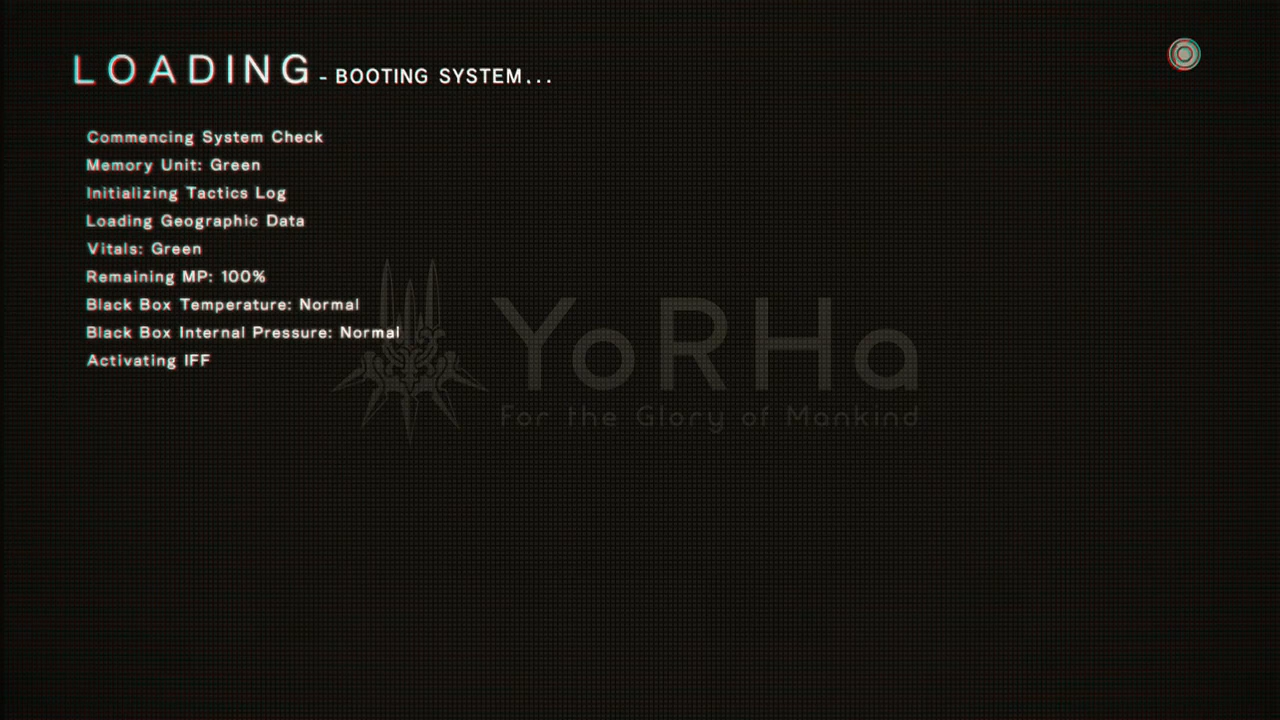 LOADING - BOOTING SYSTEM...
Commencing System Check
Memory Unit: Green
Initializing Tactics Log
Loading Geographic Data
Vitals: Green
Remaining MP: 100%
Black Box Temperature: Normal
Black Box Internal Pressure: Normal
Activating IFF
YoRHa
For the Glory of Mankind